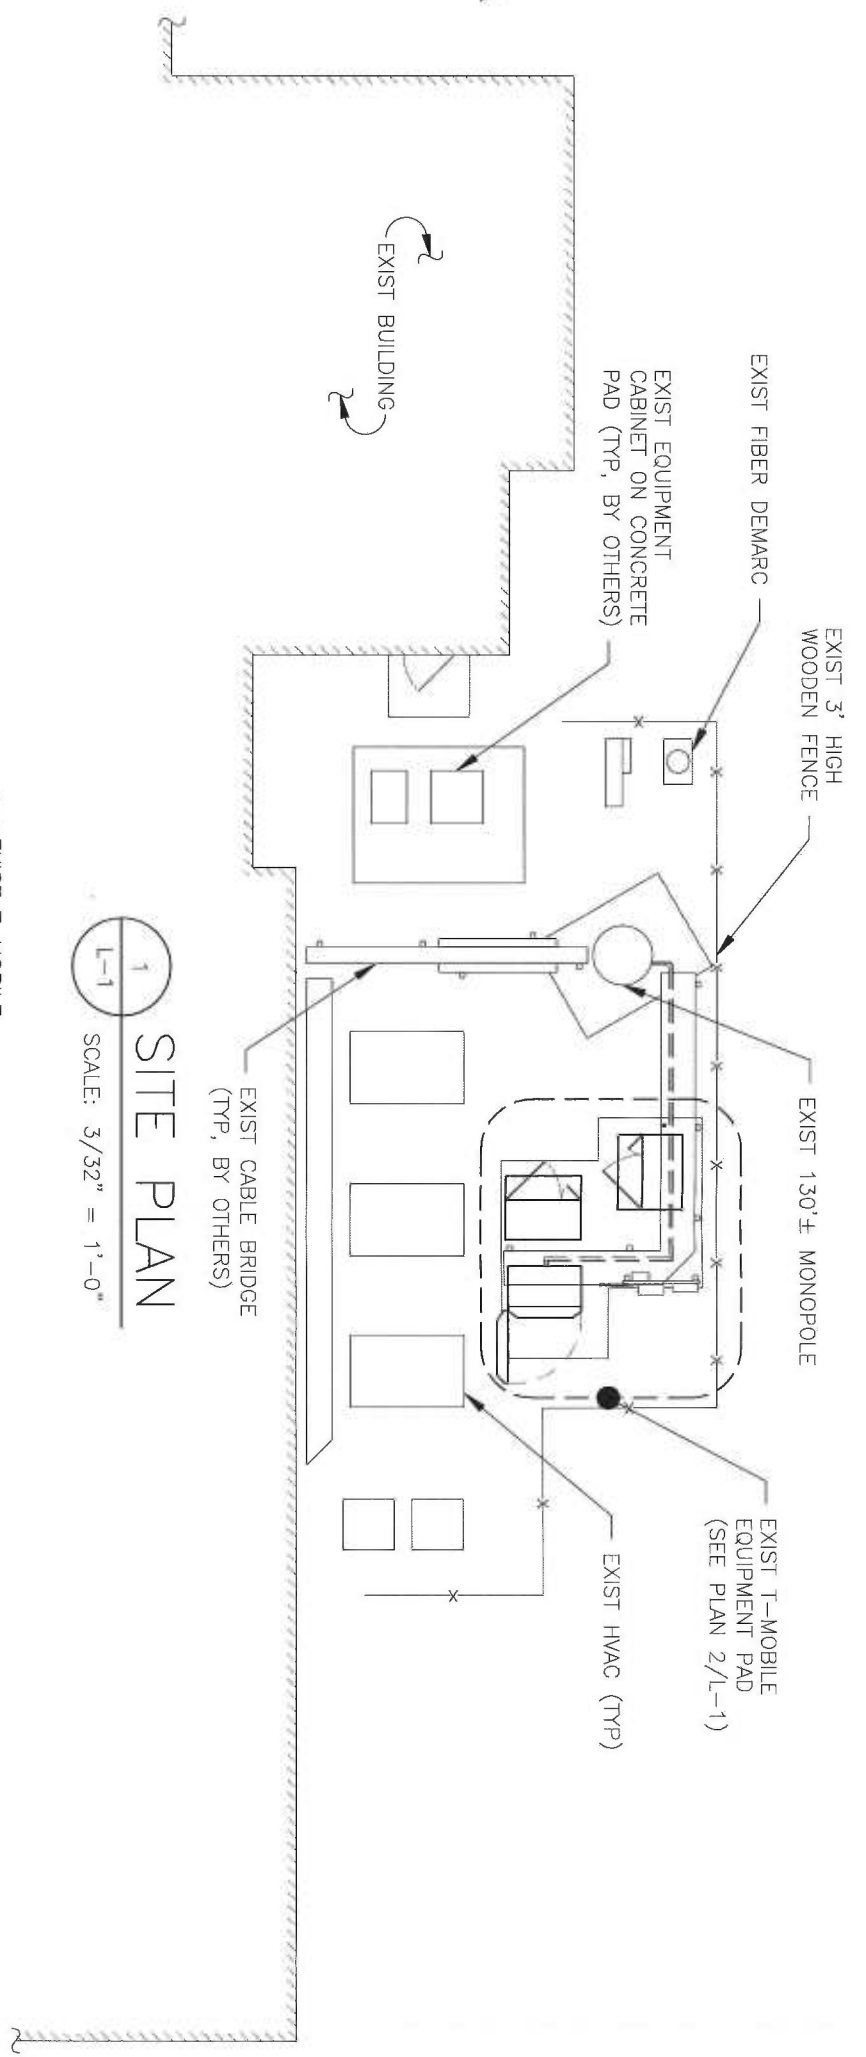 EXIST 3' HIGH
WOODEN FENCE
EXIST 130'± MONOPOLE
EXIST T-MOBILE
EQUIPMENT PAD
(SEE PLAN 2/L-1)
EXIST FIBER DEMARC
EXIST EQUIPMENT
CABINET ON CONCRETE
PAD (TYP, BY OTHERS)
EXIST HVAC (TYP)
EXIST BUILDING
EXIST CABLE BRIDGE
(TYP, BY OTHERS)
1
L-1
SITE PLAN
SCALE: 3/32" = 1'-0"